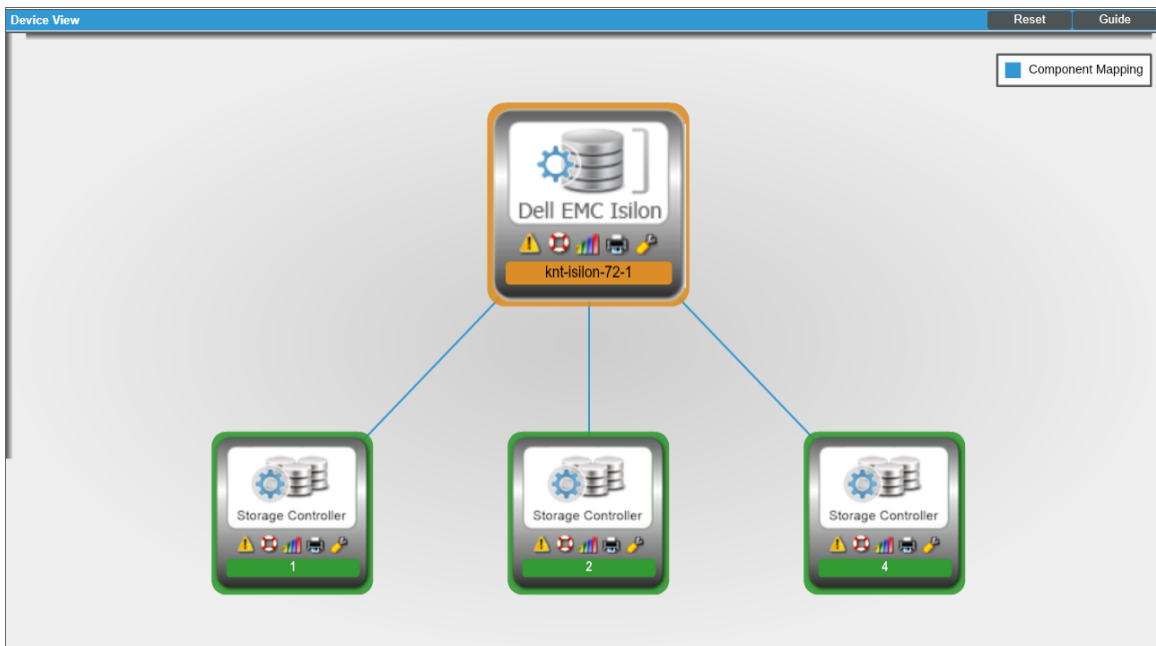 Device View
Reset
Guide
Component Mapping
Dell EMC Isilon
knt-isilon-72-1
Storage Controller
1
Storage Controller
2
Storage Controller
4